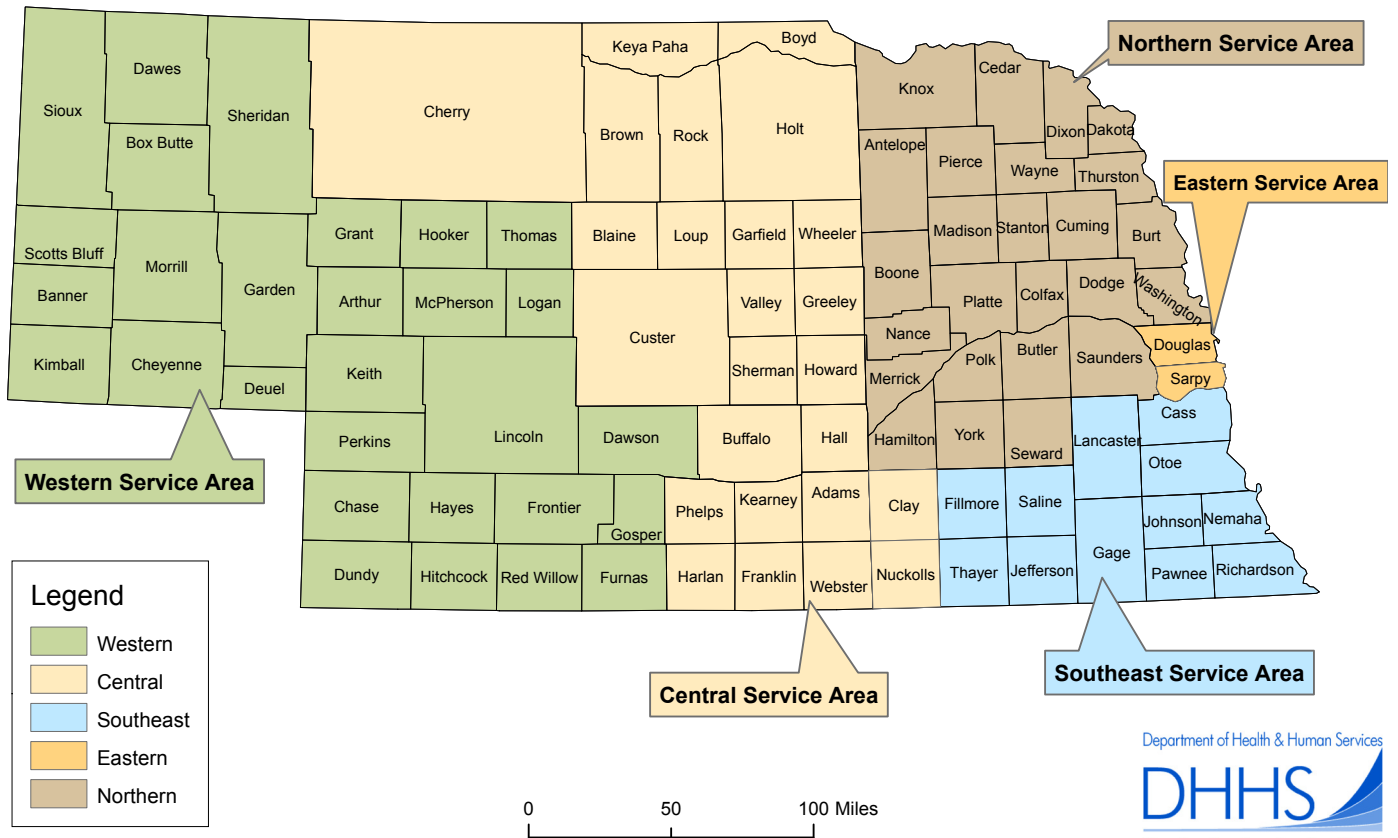 Keya Paha
Boyd
Northern Service Area
Dawes
Cedar
Knox
Sioux
Cherry
Sheridan
Brown
Rock
Holt
Dixon
Dakota
Box Butte
Antelope
Pierce
Wayne
Thurston
Eastern Service Area
Grant
Hooker
Thomas
Blaine
Loup
Garfield
Wheeler
Madison
Stanton
Cuming
Burt
Scotts Bluff
Morrill
Banner
Garden
Arthur
McPherson
Logan
Valley
Greeley
Boone
Platte
Colfax
Dodge
Washington
Custer
Nance
Kimball
Cheyenne
Deuel
Keith
Sherman
Howard
Merrick
Polk
Butler
Saunders
Douglas
Sarpy
Perkins
Lincoln
Dawson
Buffalo
Hall
Hamilton
York
Seward
Lancaster
Cass
Western Service Area
Otoe
Chase
Hayes
Frontier
Gosper
Phelps
Kearney
Adams
Clay
Fillmore
Saline
Johnson
Nemaha
Gage
Dundy
Hitchcock
Red Willow
Furnas
Harlan
Franklin
Webster
Nuckolls
Thayer
Jefferson
Pawnee
Richardson
Legend
Western
Central
Southeast
Eastern
Northern
Central Service Area
Southeast Service Area
0 50 100 Miles
Department of Health & Human Services
DHHS